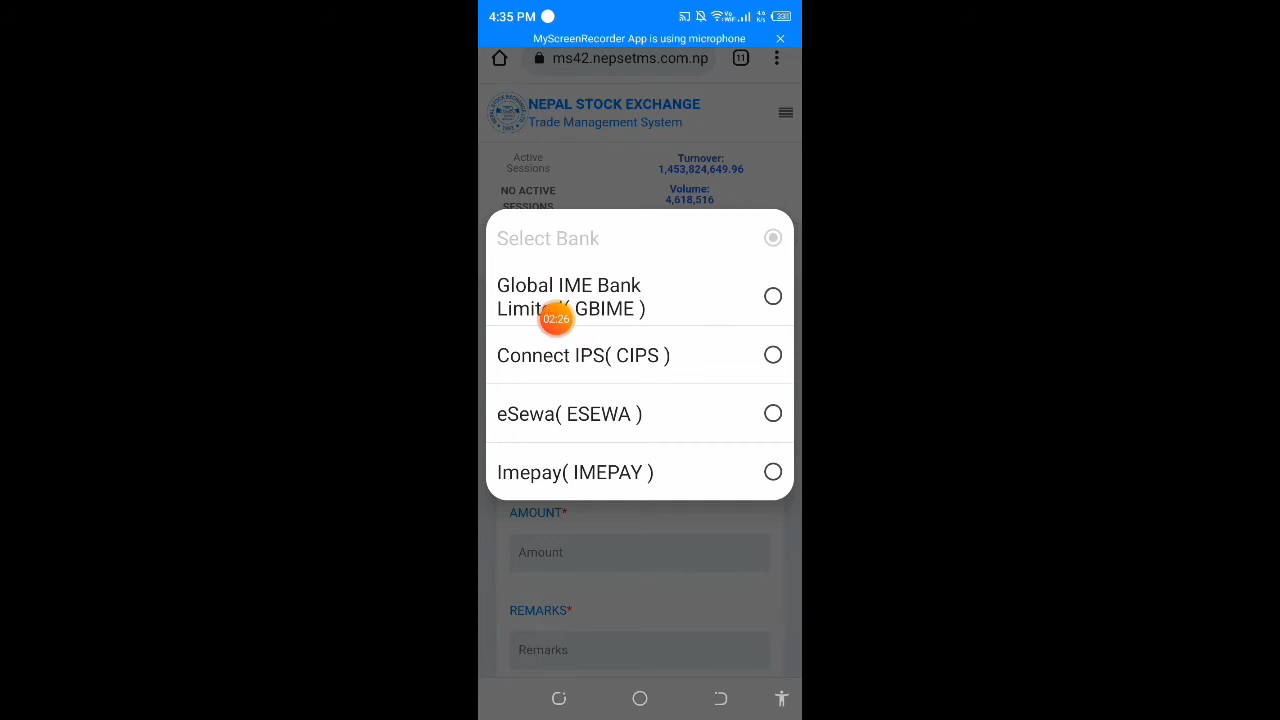 4:35 PM
MyScreenRecorder App is using microphone
ms42.nepsetms.com.np
11
NEPAL STOCK EXCHANGE
Trade Management System
Active
Sessions
Turnover:
1,453,824,649.96
NO ACTIVE
SESSIONS
Volume:
4,618,516
Select Bank
Global IME Bank
GBIME )
02:26
Connect IPS( CIPS )
eSewa( ESEWA )
Imepay( IMEPAY )
AMOUNT*
Amount
REMARKS*
Remarks